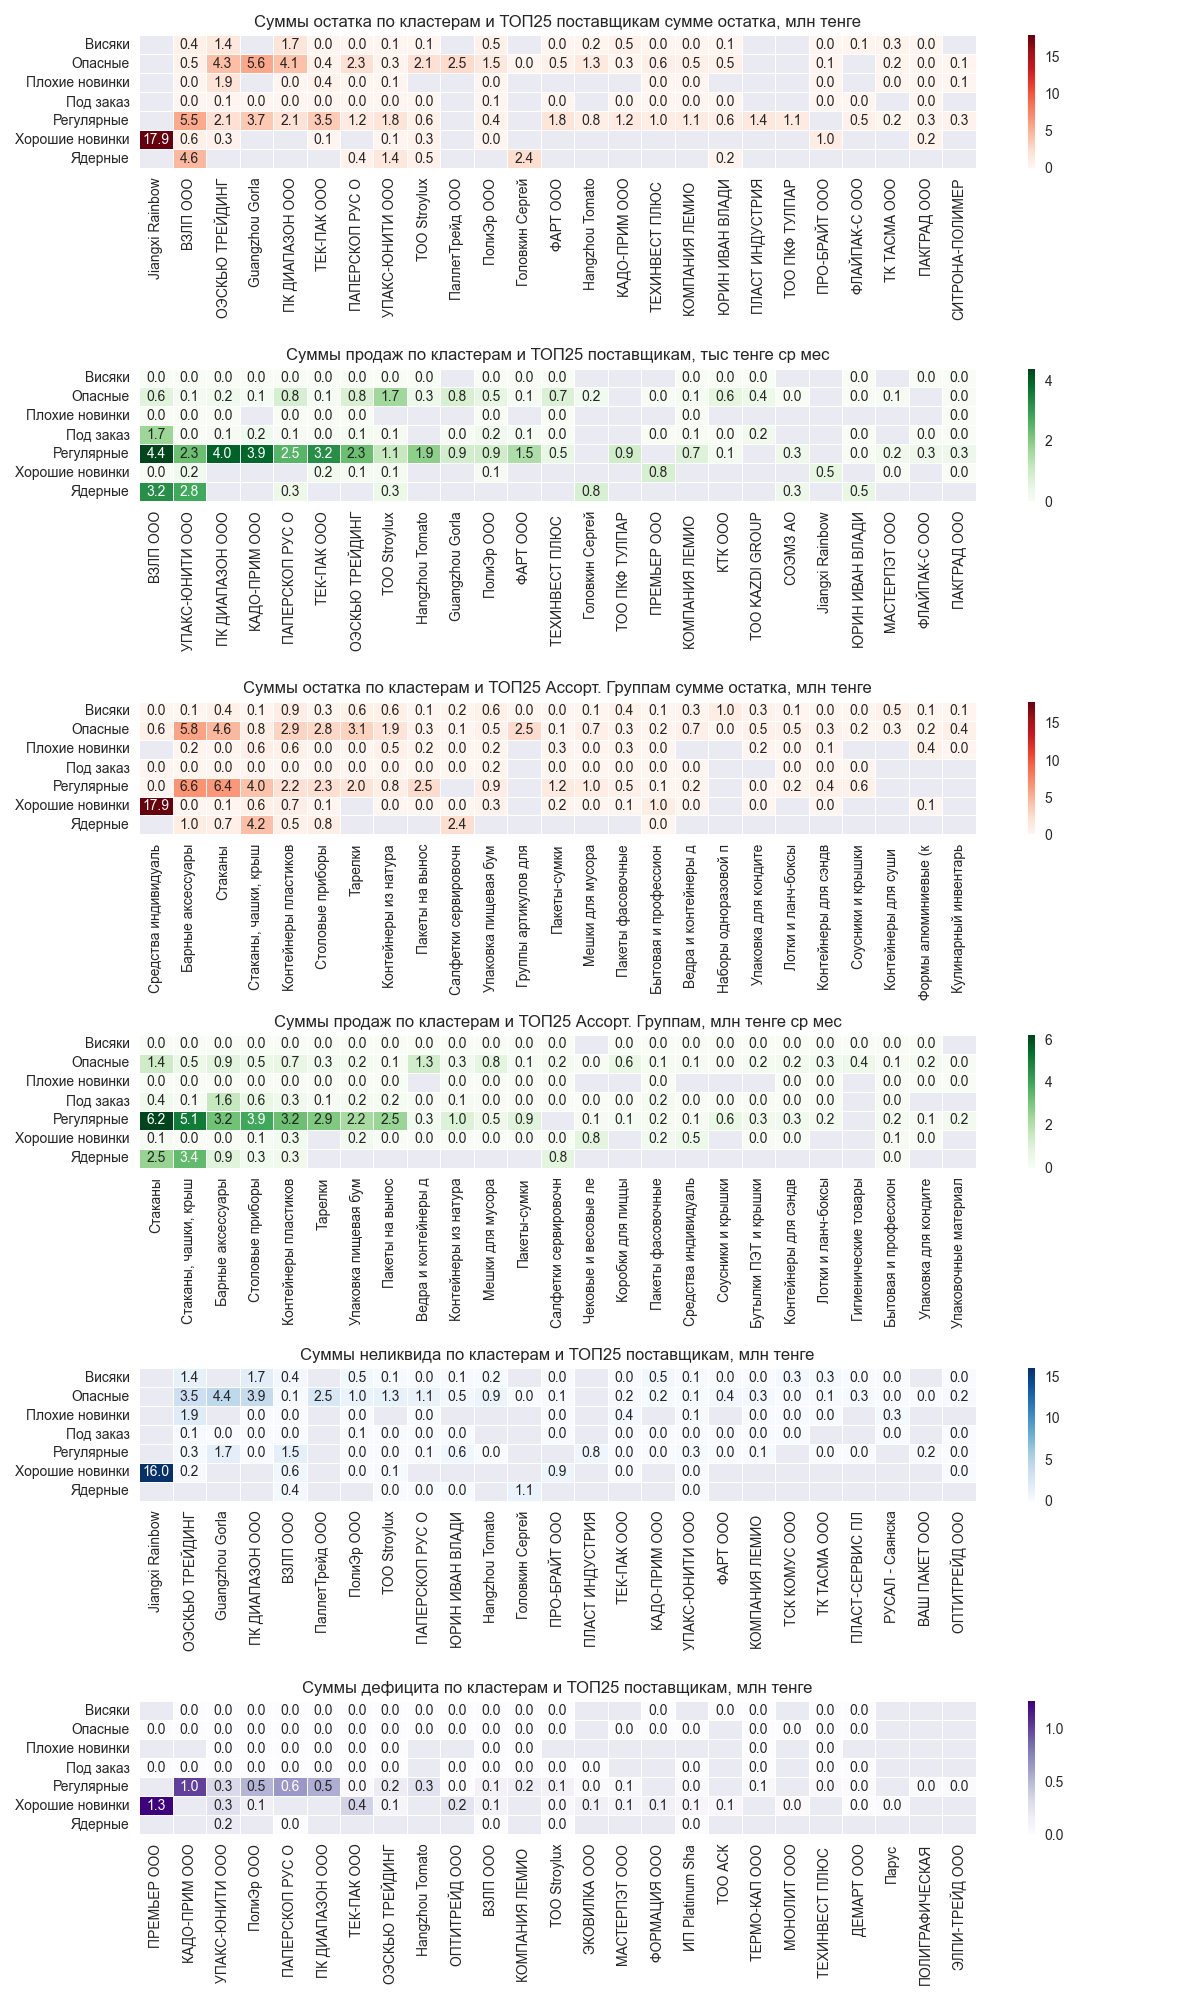 Суммы остатка по кластерам и ТОП25 поставщикам сумме остатка, млн тенге
Висяки 0.4 1.4 1.7 0.0 0.0 0.1 0.1 0.5 0.0 0.2 0.5 0.0 0.0 0.1 0.0 0.1 0.3 0.0
Опасные 0.5 4.3 5.6 4.1 0.4 2.3 0.3 2.1 2.5 1.5 0.0 0.5 1.3 0.3 0.6 0.5 0.5 0.1 0.2 0.0 0.1
Плохие новинки 0.0 1.9 0.0 0.4 0.0 0.1 0.0 0.0 0.0 0.0 0.0 0.0 0.0 0.1
Под заказ 0.0 0.1 0.0 0.0 0.0 0.0 0.0 0.0 0.1 0.0 0.0 0.0 0.0 0.0 0.0 0.0 0.0
Регулярные 5.5 2.1 3.7 2.1 3.5 1.2 1.8 0.6 0.4 1.8 0.8 1.2 1.0 1.1 0.6 1.4 1.1 0.5 0.2 0.3 0.3
Хорошие новинки 17.9 0.6 0.3 0.1 0.1 0.3 0.0 1.0 0.2
Ядерные 4.6 0.4 1.4 0.5 2.4 0.2
15
10
5
0
Jiangxi Rainbow
ВЗЛП ООО
ОЭСКЬЮ ТРЕЙДИНГ
Guangzhou Gorla
ПК ДИАПАЗОН ООО
ТЕК-ПАК ООО
ПАПЕРСКОП РУС О
УПАКС-ЮНИТИ ООО
ТОО Stroylux
ПаллетТрейд ООО
ПолиЭр ООО
Головкин Сергей
ФАРТ ООО
Hangzhou Tomato
КАДО-ПРИМ ООО
ТЕХИНВЕСТ ПЛЮС
КОМПАНИЯ ЛЕМИО
ЮРИН ИВАН ВЛАДИ
ПЛАСТ ИНДУСТРИЯ
ТОО ПКФ ТУЛПАР
ПРО-БРАЙТ ООО
ФЛАЙПАК-С ООО
ТК ТАСМА ООО
ПАКГРАД ООО
СИТРОНА-ПОЛИМЕР
Суммы продаж по кластерам и ТОП25 поставщикам, тыс тенге ср мес
Висяки 0.0 0.0 0.0 0.0 0.0 0.0 0.0 0.0 0.0 0.0 0.0 0.0 0.0 0.0 0.0 0.0 0.0 0.0
Опасные 0.6 0.1 0.2 0.1 0.8 0.1 0.8 1.7 0.3 0.8 0.5 0.1 0.7 0.2 0.0 0.1 0.6 0.4 0.0 0.0 0.1 0.0
Плохие новинки 0.0 0.0 0.0 0.0 0.0 0.0 0.0 0.0 0.0 0.0
Под заказ 1.7 0.0 0.1 0.2 0.1 0.0 0.1 0.1 0.0 0.2 0.1 0.0 0.0 0.1 0.0 0.2 0.0 0.0 0.0
Регулярные 4.4 2.3 4.0 3.9 2.5 3.2 2.3 1.1 1.9 0.9 0.9 1.5 0.5 0.9 0.7 0.1 0.3 0.0 0.2 0.3 0.3
Хорошие новинки 0.0 0.2 0.2 0.1 0.1 0.1 0.8 0.5 0.0 0.0
Ядерные 3.2 2.8 0.3 0.3 0.8 0.3 0.5
4
2
0
ВЗЛП ООО
УПАКС-ЮНИТИ ООО
ПК ДИАПАЗОН ООО
КАДО-ПРИМ ООО
ПАПЕРСКОП РУС О
ТЕК-ПАК ООО
ОЭСКЬЮ ТРЕЙДИНГ
ТОО Stroylux
Hangzhou Tomato
Guangzhou Gorla
ПолиЭр ООО
ФАРТ ООО
ТЕХИНВЕСТ ПЛЮС
Головкин Сергей
ТОО ПКФ ТУЛПАР
ПРЕМЬЕР ООО
КОМПАНИЯ ЛЕМИО
КТК ООО
ТОО KAZDI GROUP
СОЭМЗ АО
Jiangxi Rainbow
ЮРИН ИВАН ВЛАДИ
МАСТЕРПЭТ ООО
ФЛАЙПАК-С ООО
ПАКГРАД ООО
Суммы остатка по кластерам и ТОП25 Ассорт. Группам сумме остатка, млн тенге
Висяки 0.0 0.1 0.4 0.1 0.9 0.3 0.6 0.6 0.1 0.2 0.6 0.0 0.0 0.1 0.4 0.1 0.3 1.0 0.3 0.1 0.0 0.0 0.5 0.1 0.1
Опасные 0.6 5.8 4.6 0.8 2.9 2.8 3.1 1.9 0.3 0.1 0.5 2.5 0.1 0.7 0.3 0.2 0.7 0.0 0.5 0.5 0.3 0.2 0.3 0.2 0.4
Плохие новинки 0.2 0.0 0.6 0.6 0.0 0.0 0.5 0.2 0.0 0.2 0.3 0.0 0.3 0.0 0.2 0.0 0.1 0.4 0.0
Под заказ 0.0 0.0 0.0 0.0 0.0 0.0 0.0 0.0 0.0 0.0 0.2 0.0 0.0 0.0 0.0 0.0 0.0 0.0 0.0
Регулярные 0.0 6.6 6.4 4.0 2.2 2.3 2.0 0.8 2.5 0.9 1.2 1.0 0.5 0.1 0.2 0.0 0.2 0.4 0.6
Хорошие новинки 17.9 0.0 0.1 0.6 0.7 0.1 0.0 0.0 0.0 0.3 0.2 0.0 0.1 1.0 0.0 0.0 0.0 0.1
Ядерные 1.0 0.7 4.2 0.5 0.8 2.4 0.0
15
10
5
0
Средства индивидуаль
Барные аксессуары
Стаканы
Стаканы, чашки, крыш
Контейнеры пластиков
Столовые приборы
Тарелки
Контейнеры из натура
Пакеты на вынос
Салфетки сервировочн
Упаковка пищевая бум
Группы артикулов для
Пакеты-сумки
Мешки для мусора
Пакеты фасовочные
Бытовая и профессион
Ведра и контейнеры д
Наборы одноразовой п
Упаковка для кондите
Лотки и ланч-боксы
Контейнеры для сэндв
Соусники и крышки
Контейнеры для суши
Формы алюминиевые (к
Кулинарный инвентарь
Суммы продаж по кластерам и ТОП25 Ассорт. Группам, млн тенге ср мес
Висяки 0.0 0.0 0.0 0.0 0.0 0.0 0.0 0.0 0.0 0.0 0.0 0.0 0.0 0.0 0.0 0.0 0.0 0.0 0.0 0.0 0.0 0.0 0.0
Опасные 1.4 0.5 0.9 0.5 0.7 0.3 0.2 0.1 1.3 0.3 0.8 0.1 0.2 0.0 0.6 0.1 0.1 0.0 0.2 0.2 0.3 0.4 0.1 0.2 0.0
Плохие новинки 0.0 0.0 0.0 0.0 0.0 0.0 0.0 0.0 0.0 0.0 0.0 0.0 0.0 0.0 0.0 0.0 0.0
Под заказ 0.4 0.1 1.6 0.6 0.3 0.1 0.2 0.2 0.0 0.1 0.0 0.0 0.0 0.0 0.0 0.2 0.0 0.0 0.0 0.0 0.0 0.0
Регулярные 6.2 5.1 3.2 3.9 3.2 2.9 2.2 2.5 0.3 1.0 0.5 0.9 0.1 0.1 0.2 0.1 0.6 0.3 0.3 0.2 0.2 0.1 0.2
Хорошие новинки 0.1 0.0 0.0 0.1 0.3 0.2 0.0 0.0 0.0 0.0 0.0 0.0 0.8 0.2 0.5 0.0 0.0 0.1 0.0
Ядерные 2.5 3.4 0.9 0.3 0.3 0.8 0.0
6
4
2
0
Стаканы
Стаканы, чашки, крыш
Барные аксессуары
Столовые приборы
Контейнеры пластиков
Тарелки
Упаковка пищевая бум
Пакеты на вынос
Ведра и контейнеры д
Контейнеры из натура
Мешки для мусора
Пакеты-сумки
Салфетки сервировочн
Чековые и весовые ле
Коробки для пиццы
Пакеты фасовочные
Средства индивидуаль
Соусники и крышки
Бутылки ПЭТ и крышки
Контейнеры для сэндв
Лотки и ланч-боксы
Гигиенические товары
Бытовая и профессион
Упаковка для кондите
Упаковочные материал
Суммы неликвида по кластерам и ТОП25 поставщикам, млн тенге
Висяки 1.4 1.7 0.4 0.5 0.1 0.0 0.1 0.2 0.0 0.0 0.5 0.1 0.0 0.0 0.3 0.3 0.0 0.0 0.0
Опасные 3.5 4.4 3.9 0.1 2.5 1.0 1.3 1.1 0.5 0.9 0.0 0.1 0.2 0.2 0.1 0.4 0.3 0.0 0.1 0.3 0.0 0.0 0.2
Плохие новинки 1.9 0.0 0.0 0.0 0.0 0.0 0.4 0.1 0.0 0.0 0.0 0.3
Под заказ 0.1 0.0 0.0 0.1 0.0 0.0 0.0 0.0 0.0 0.0 0.0 0.0 0.0 0.0 0.0 0.0
Регулярные 0.3 1.7 0.0 1.5 0.0 0.0 0.1 0.6 0.0 0.8 0.0 0.0 0.3 0.0 0.1 0.0 0.0 0.2 0.0
Хорошие новинки 16.0 0.2 0.6 0.0 0.1 0.9 0.0 0.0 0.0
Ядерные 0.4 0.0 0.0 0.0 1.1 0.0
15
10
5
0
Jiangxi Rainbow
ОЭСКЬЮ ТРЕЙДИНГ
Guangzhou Gorla
ПК ДИАПАЗОН ООО
ВЗЛП ООО
ПаллетТрейд ООО
ПолиЭр ООО
ТОО Stroylux
ПАПЕРСКОП РУС О
ЮРИН ИВАН ВЛАДИ
Hangzhou Tomato
Головкин Сергей
ПРО-БРАЙТ ООО
ПЛАСТ ИНДУСТРИЯ
ТЕК-ПАК ООО
КАДО-ПРИМ ООО
УПАКС-ЮНИТИ ООО
ФАРТ ООО
КОМПАНИЯ ЛЕМИО
ТСК КОМУС ООО
ТК ТАСМА ООО
ПЛАСТ-СЕРВИС ПЛ
РУСАЛ - Саянска
ВАШ ПАКЕТ ООО
ОПТИТРЕЙД ООО
Суммы дефицита по кластерам и ТОП25 поставщикам, млн тенге
Висяки 0.0 0.0 0.0 0.0 0.0 0.0 0.0 0.0 0.0 0.0 0.0 0.0 0.0 0.0 0.0 0.0 0.0
Опасные 0.0 0.0 0.0 0.0 0.0 0.0 0.0 0.0 0.0 0.0 0.0 0.0 0.0 0.0 0.0 0.0 0.0 0.0 0.0 0.0
Плохие новинки 0.0 0.0 0.0 0.0 0.0 0.0 0.0 0.0 0.0 0.0
Под заказ 0.0 0.0 0.0 0.0 0.0 0.0 0.0 0.0 0.0 0.0 0.0 0.0 0.0 0.0 0.0 0.0 0.0
Регулярные 1.0 0.3 0.5 0.6 0.5 0.0 0.2 0.3 0.0 0.1 0.2 0.1 0.0 0.1 0.0 0.1 0.0 0.0 0.0 0.0
Хорошие новинки 1.3 0.3 0.1 0.4 0.1 0.2 0.1 0.0 0.1 0.1 0.1 0.1 0.1 0.0 0.0 0.0
Ядерные 0.2 0.0 0.0 0.0 0.0
1.0
0.5
0.0
ПРЕМЬЕР ООО
КАДО-ПРИМ ООО
УПАКС-ЮНИТИ ООО
ПолиЭр ООО
ПАПЕРСКОП РУС О
ПК ДИАПАЗОН ООО
ТЕК-ПАК ООО
ОЭСКЬЮ ТРЕЙДИНГ
Hangzhou Tomato
ОПТИТРЕЙД ООО
ВЗЛП ООО
КОМПАНИЯ ЛЕМИО
ТОО Stroylux
ЭКОВИЛКА ООО
МАСТЕРПЭТ ООО
ФОРМАЦИЯ ООО
ИП Platinum Sha
ТОО АСК
ТЕРМО-КАП ООО
МОНОЛИТ ООО
ТЕХИНВЕСТ ПЛЮС
ДЕМАРТ ООО
Парус
ПОЛИГРАФИЧЕСКАЯ
ЭЛПИ-ТРЕЙД ООО